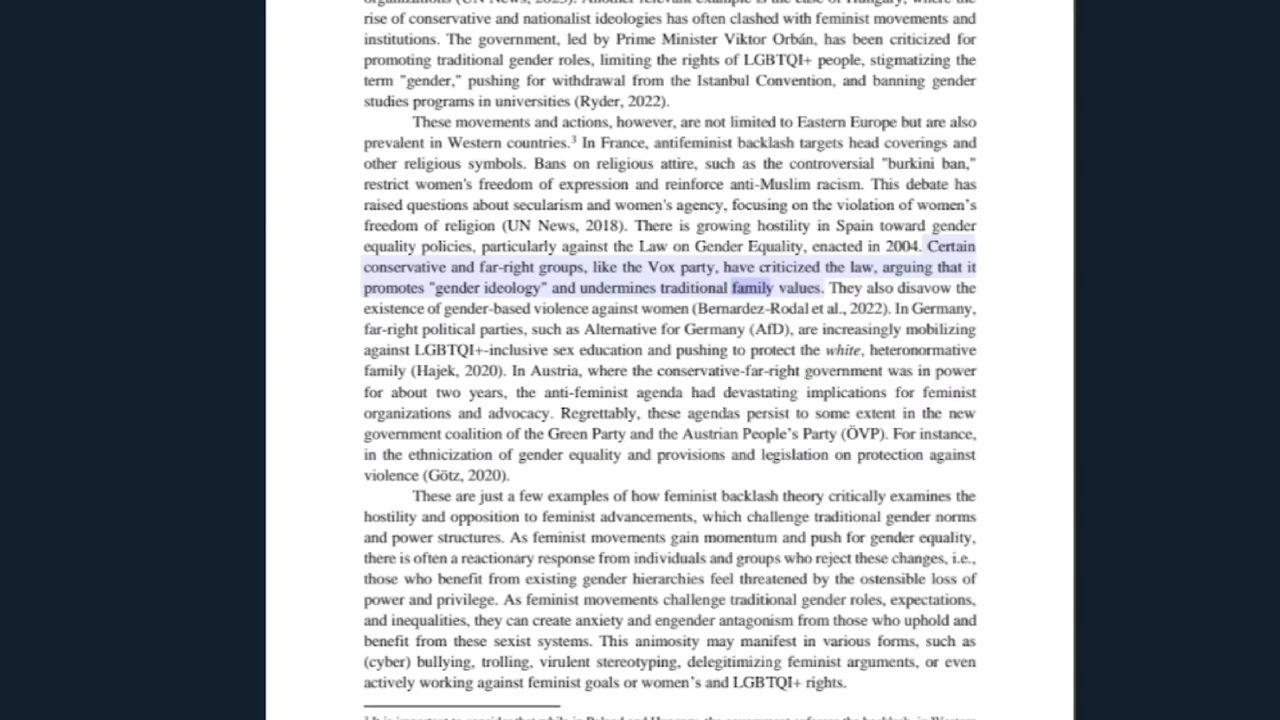 organizations (UN News, 2023). Another relevant example is the case of Hungary, where the
rise of conservative and nationalist ideologies has often clashed with feminist movements and
institutions. The government, led by Prime Minister Viktor Orbán, has been criticized for
promoting traditional gender roles, limiting the rights of LGBTQI+ people, stigmatizing the
term "gender," pushing for withdrawal from the Istanbul Convention, and banning gender
studies programs in universities (Ryder, 2022).
These movements and actions, however, are not limited to Eastern Europe but are also
prevalent in Western countries.³ In France, antifeminist backlash targets head coverings and
other religious symbols. Bans on religious attire, such as the controversial "burkini ban,"
restrict women's freedom of expression and reinforce anti-Muslim racism. This debate has
raised questions about secularism and women's agency, focusing on the violation of women’s
freedom of religion (UN News, 2018). There is growing hostility in Spain toward gender
equality policies, particularly against the Law on Gender Equality, enacted in 2004. Certain
conservative and far-right groups, like the Vox party, have criticized the law, arguing that it
promotes "gender ideology" and undermines traditional family values. They also disavow the
existence of gender-based violence against women (Bernardez-Rodal et al., 2022). In Germany,
far-right political parties, such as Alternative for Germany (AfD), are increasingly mobilizing
against LGBTQI+-inclusive sex education and pushing to protect the white, heteronormative
family (Hajek, 2020). In Austria, where the conservative-far-right government was in power
for about two years, the anti-feminist agenda had devastating implications for feminist
organizations and advocacy. Regrettably, these agendas persist to some extent in the new
government coalition of the Green Party and the Austrian People’s Party (ÖVP). For instance,
in the ethnicization of gender equality and provisions and legislation on protection against
violence (Götz, 2020).
These are just a few examples of how feminist backlash theory critically examines the
hostility and opposition to feminist advancements, which challenge traditional gender norms
and power structures. As feminist movements gain momentum and push for gender equality,
there is often a reactionary response from individuals and groups who reject these changes, i.e.,
those who benefit from existing gender hierarchies feel threatened by the ostensible loss of
power and privilege. As feminist movements challenge traditional gender roles, expectations,
and inequalities, they can create anxiety and engender antagonism from those who uphold and
benefit from these sexist systems. This animosity may manifest in various forms, such as
(cyber) bullying, trolling, virulent stereotyping, delegitimizing feminist arguments, or even
actively working against feminist goals or women’s and LGBTQI+ rights.